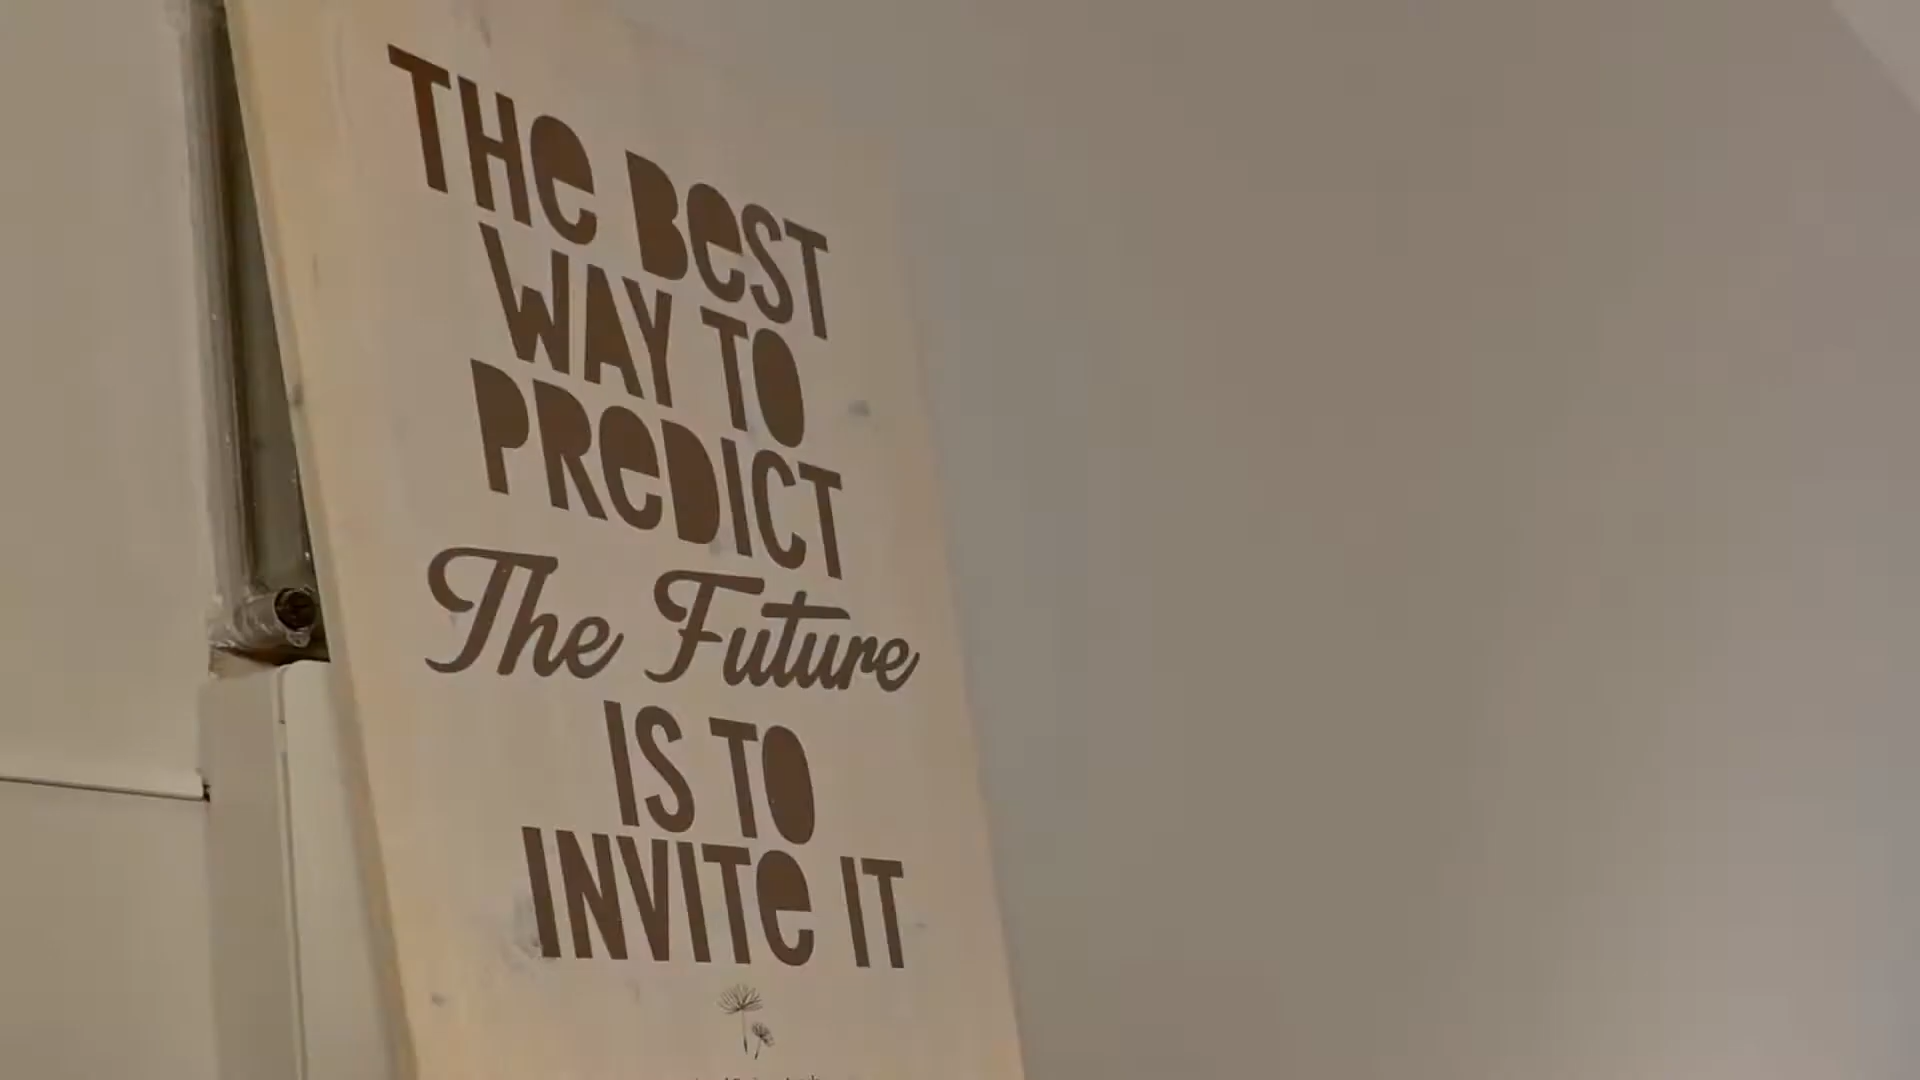 THe BeST
WAY TO
PReDICT
The Future
IS TO
INVITe IT